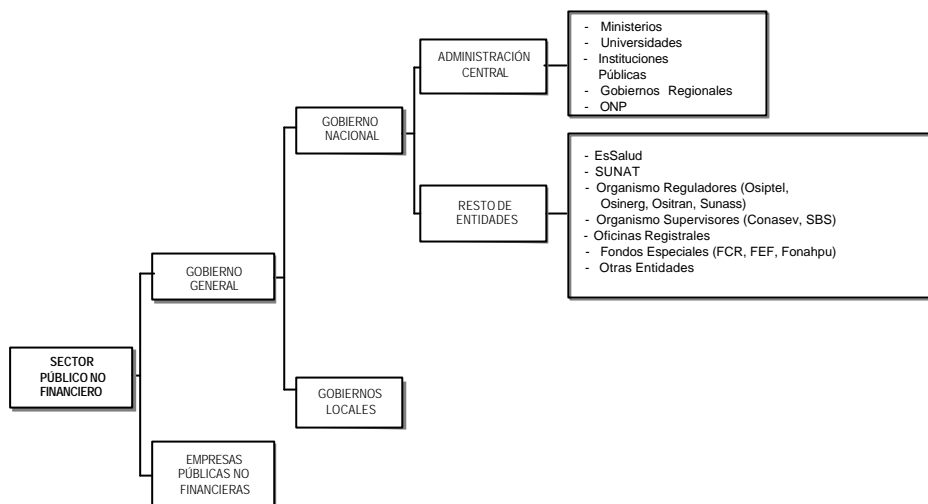 SECTOR
PÚBLICO NO
FINANCIERO
GOBIERNO
GENERAL
EMPRESAS
PÚBLICAS NO
FINANCIERAS
GOBIERNO
NACIONAL
GOBIERNOS
LOCALES
ADMINISTRACIÓN
CENTRAL
RESTO DE
ENTIDADES
- Ministerios
- Universidades
- Instituciones
Públicas
- Gobiernos Regionales
- ONP
- EsSalud
- SUNAT
- Organismo Reguladores (Osiptel,
Osinerg, Ositran, Sunass)
- Organismo Supervisores (Conasev, SBS)
- Oficinas Registrales
- Fondos Especiales (FCR, FEF, Fonahpu)
- Otras Entidades